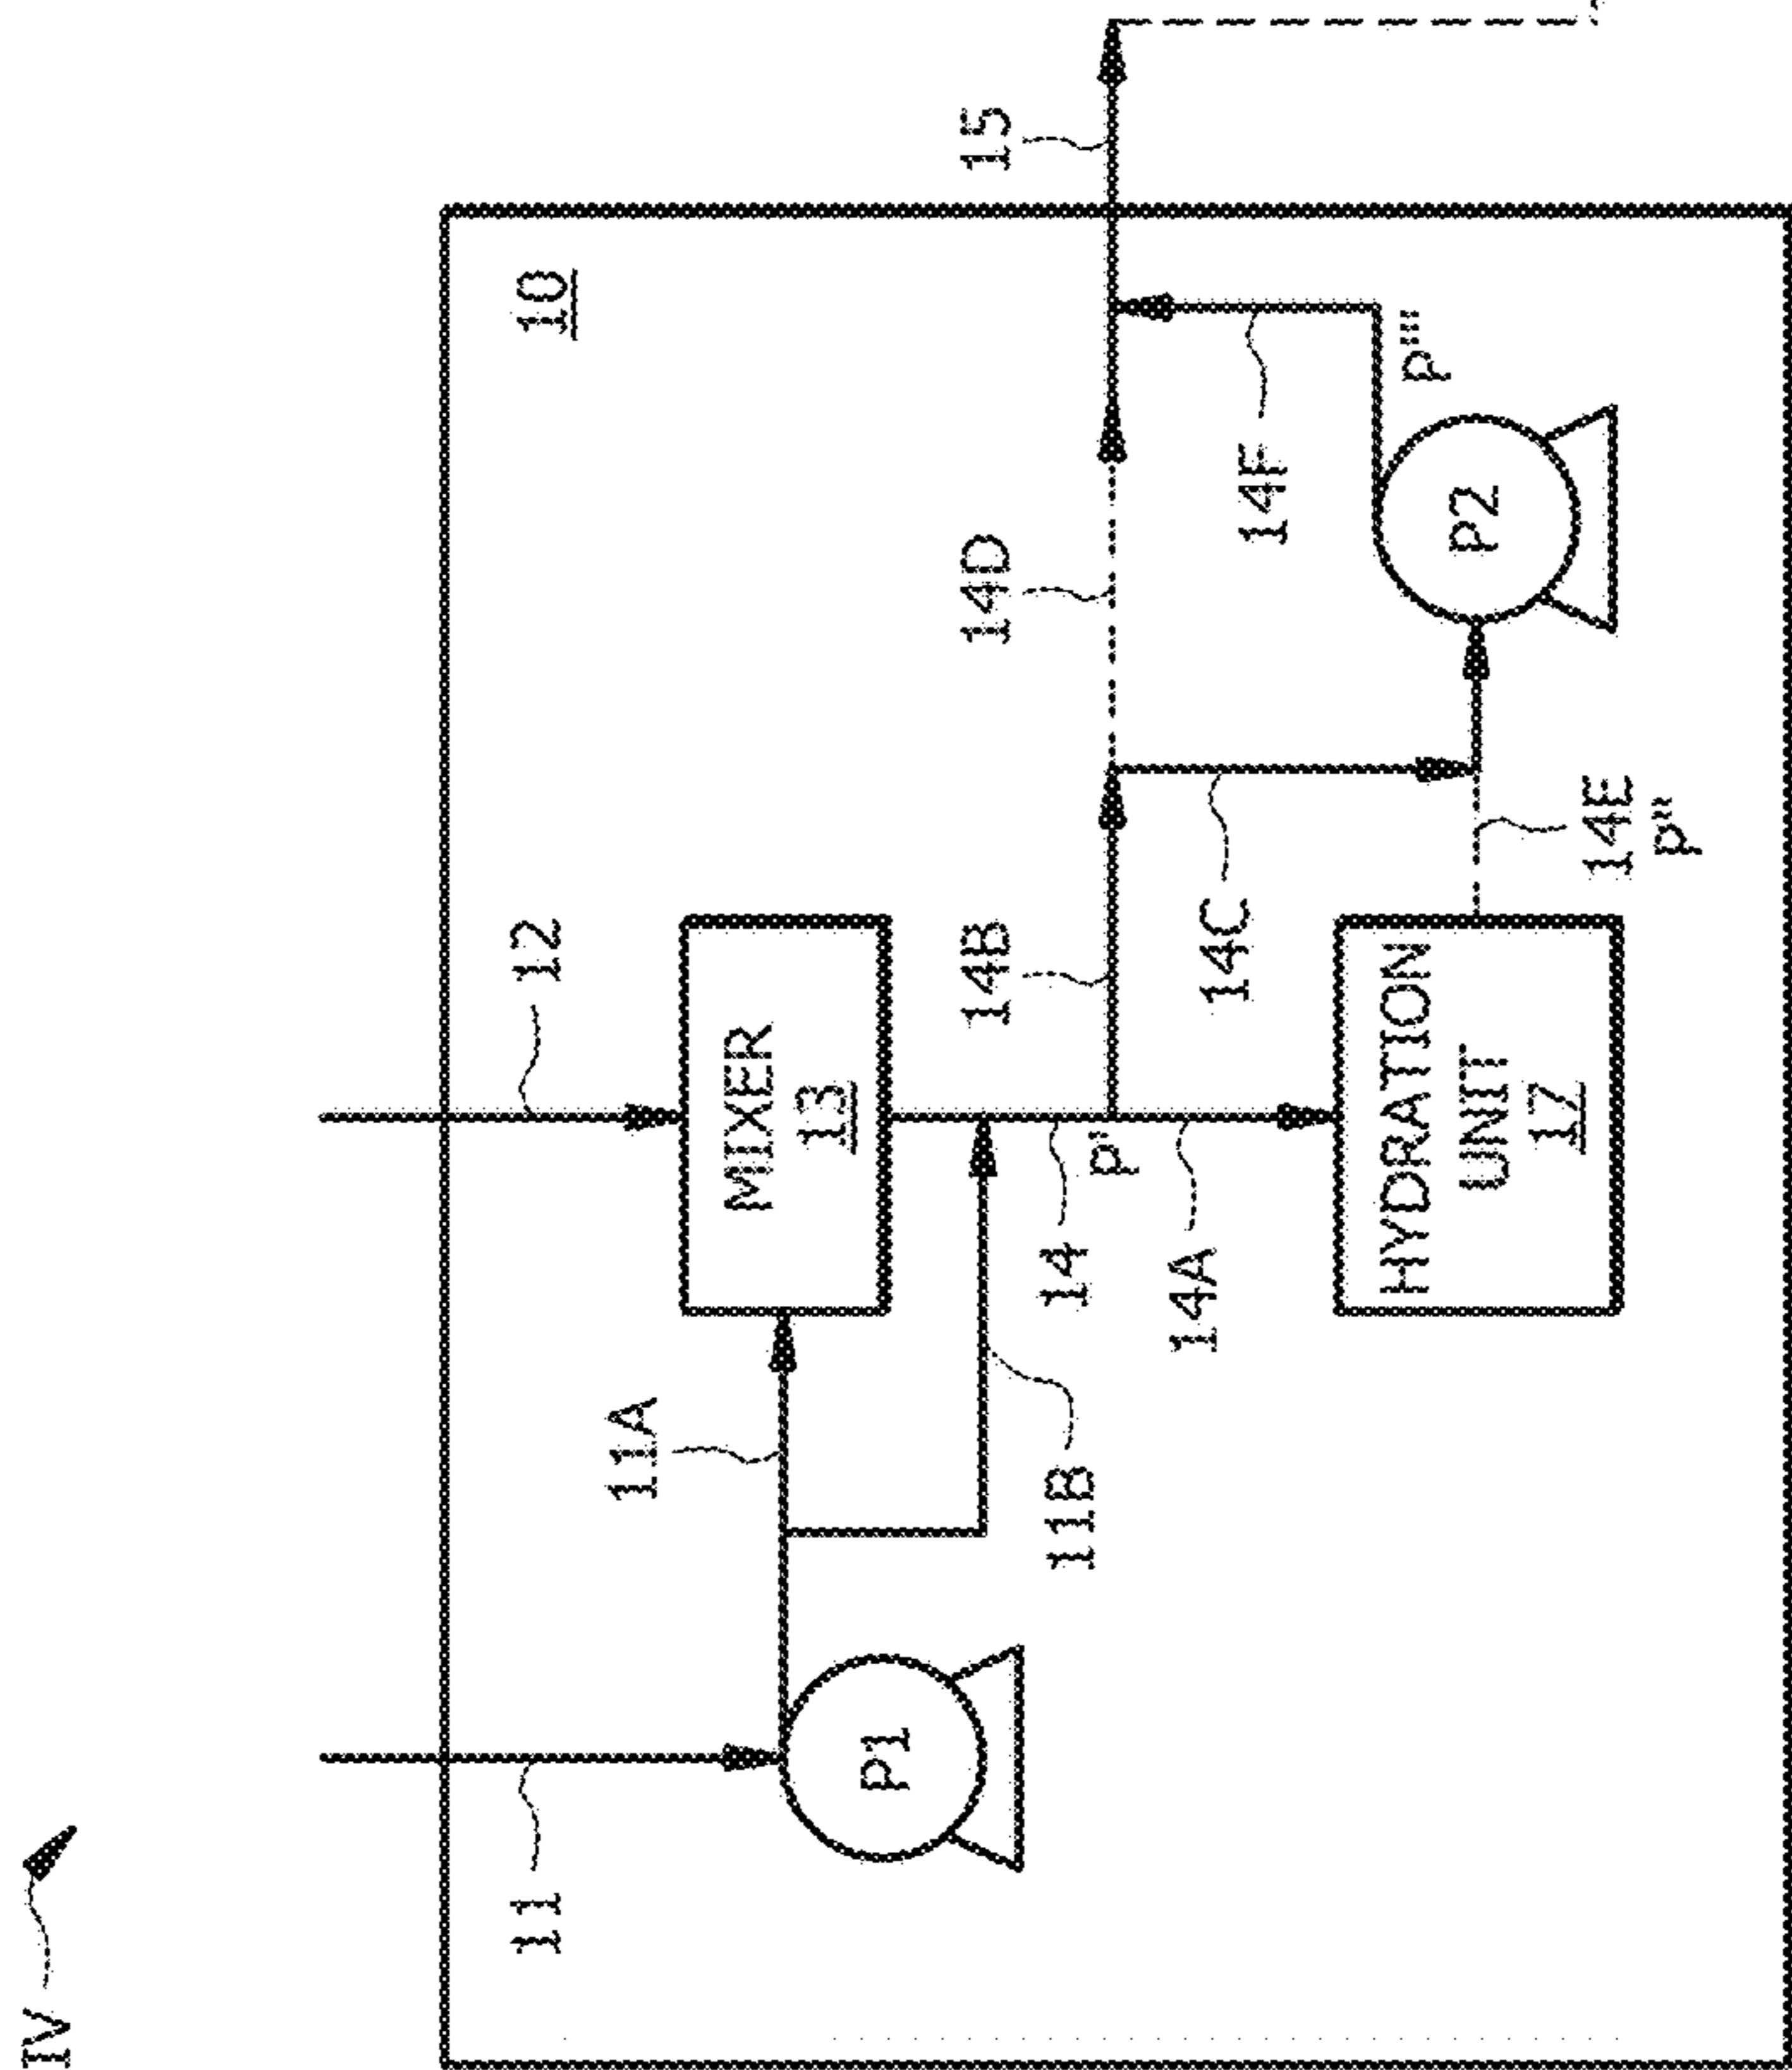 IV
10
11
12
15
P1
11A
11B
MIXER
13
14
P'
14A
14B
14C
14D
HYDRATION
UNIT
17
14E
P''
P2
P'''
14F